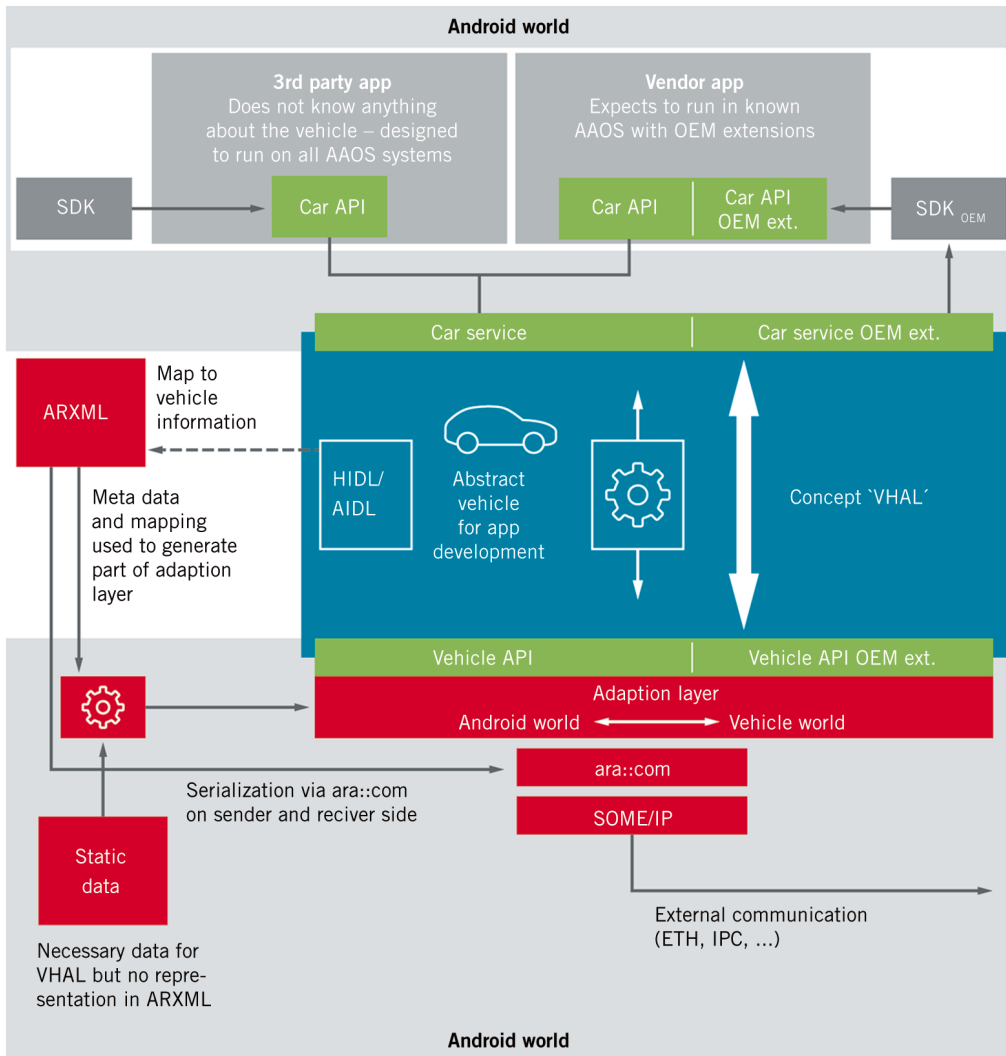 Android world
3rd party app
Does not know anything
about the vehicle – designed
to run on all AAOS systems
Vendor app
Expects to run in known
AAOS with OEM extensions
SDK
Car API
Car API
Car API
OEM ext.
SDK OEM
Car service
Car service OEM ext.
ARXML
Map to
vehicle
information
HIDL/
AIDL
Abstract
vehicle
for app
development
Concept `VHAL´
Meta data
and mapping
used to generate
part of adaption
layer
Vehicle API
Vehicle API OEM ext.
Adaption layer
Android world
Vehicle world
ara::com
Serialization via ara::com
on sender and reciver side
SOME/IP
Static
data
External communication
(ETH, IPC, ...)
Necessary data for
VHAL but no repre-
sentation in ARXML
Android world